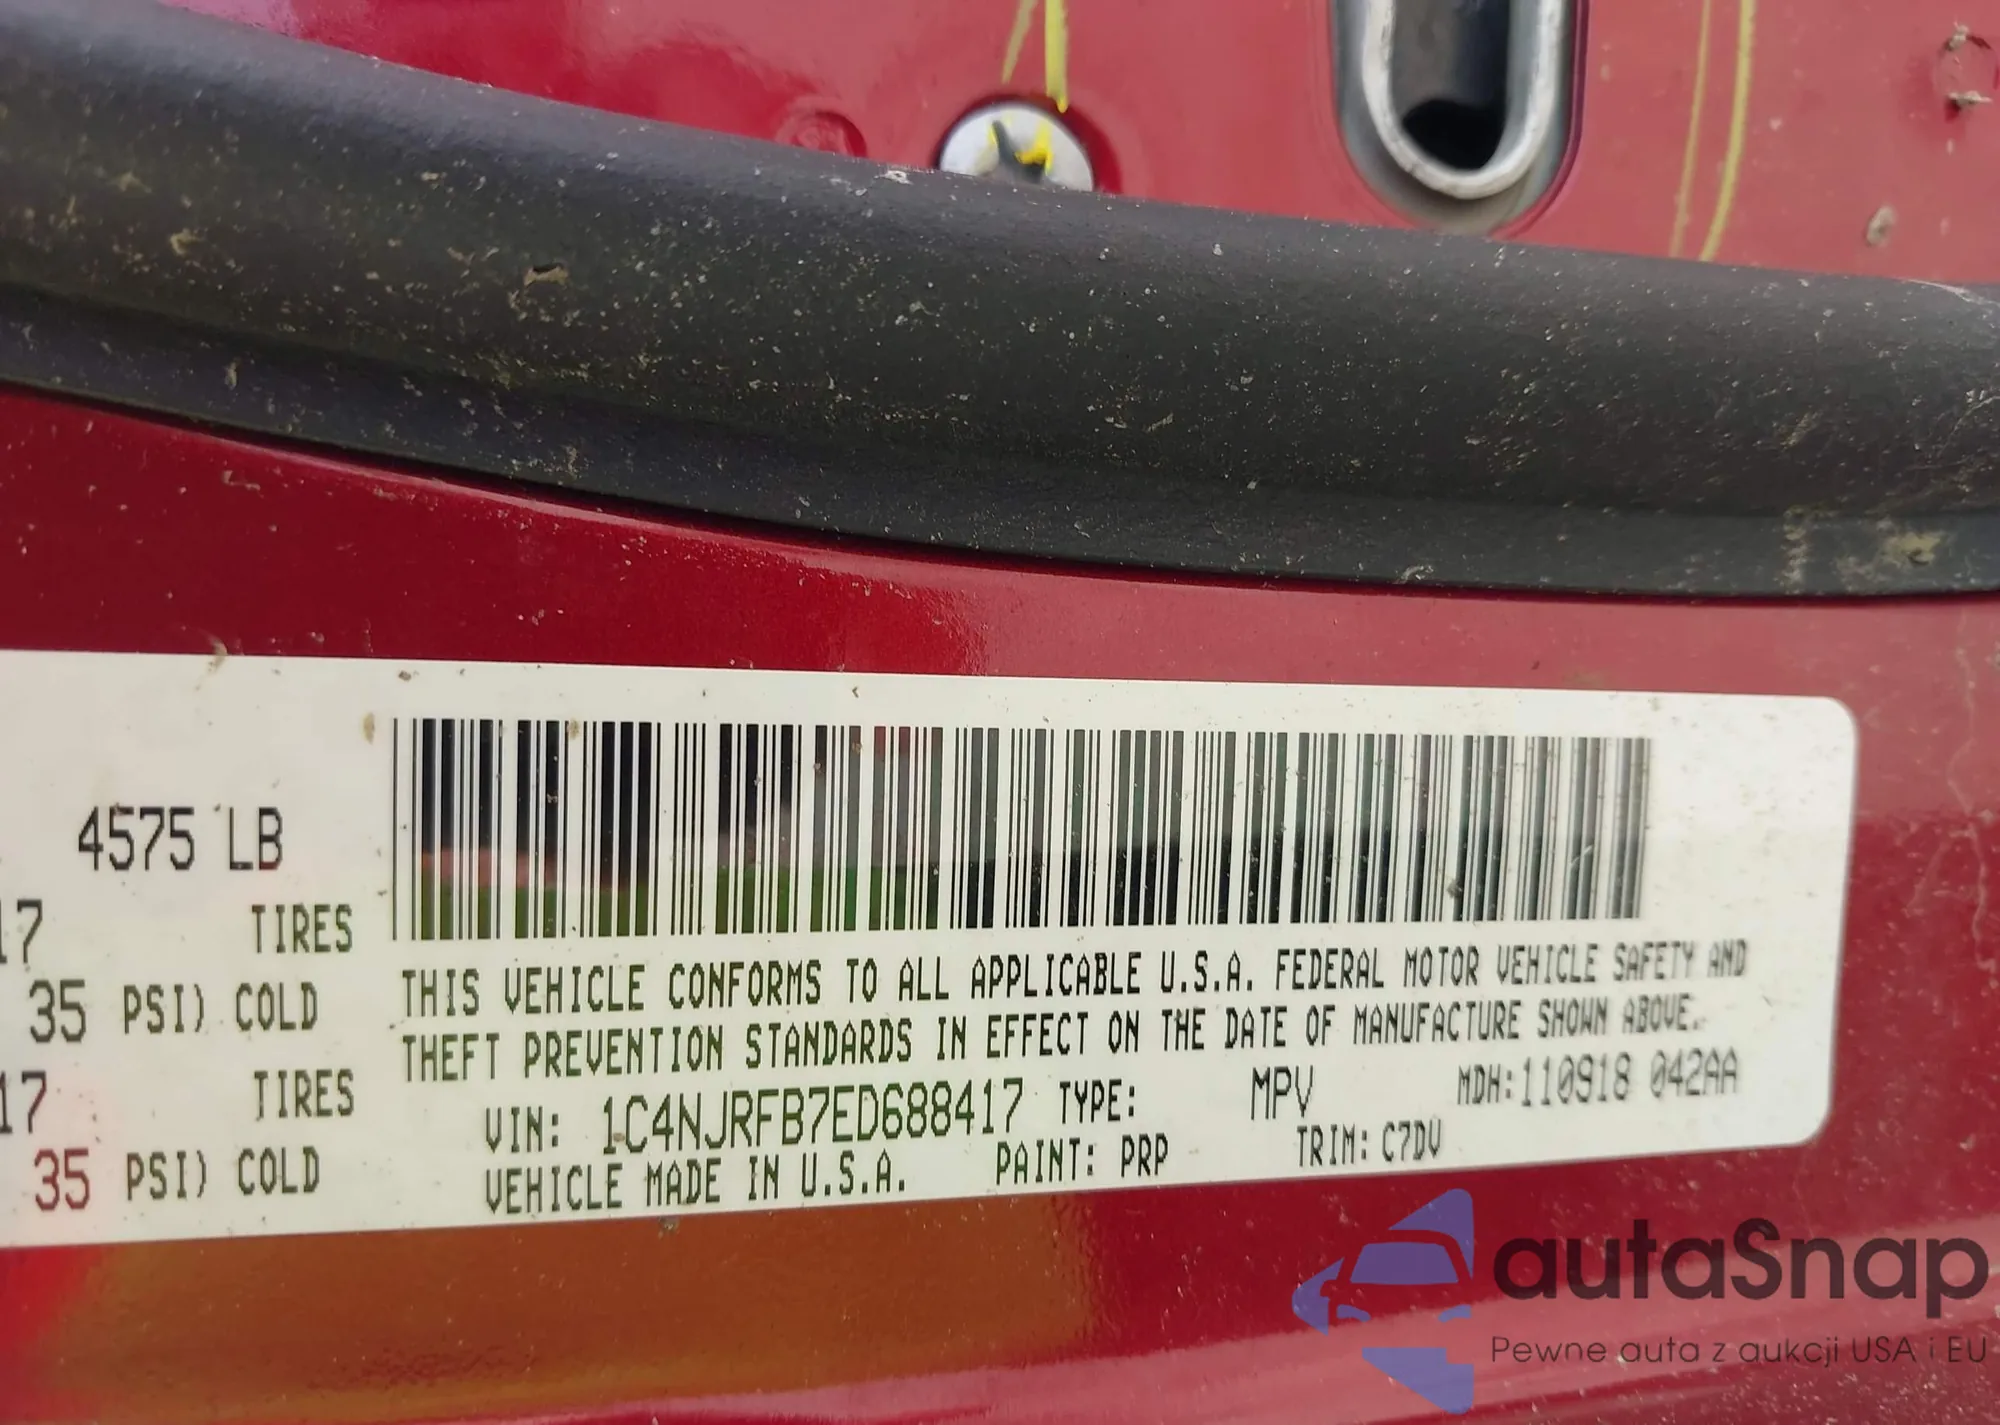 4575 LB
17 TIRES
35 PSI) COLD
17 TIRES
35 PSI) COLD
THIS VEHICLE CONFORMS TO ALL APPLICABLE U.S.A. FEDERAL MOTOR VEHICLE SAFETY AND
THEFT PREVENTION STANDARDS IN EFFECT ON THE DATE OF MANUFACTURE SHOWN ABOVE.
VIN: 1C4NJRFB7ED688417 TYPE: MPV MDH:110918 042AA
VEHICLE MADE IN U.S.A. PAINT: PRP TRIM: C7DV
autaSnap
Pewne auta z aukcji USA i EU